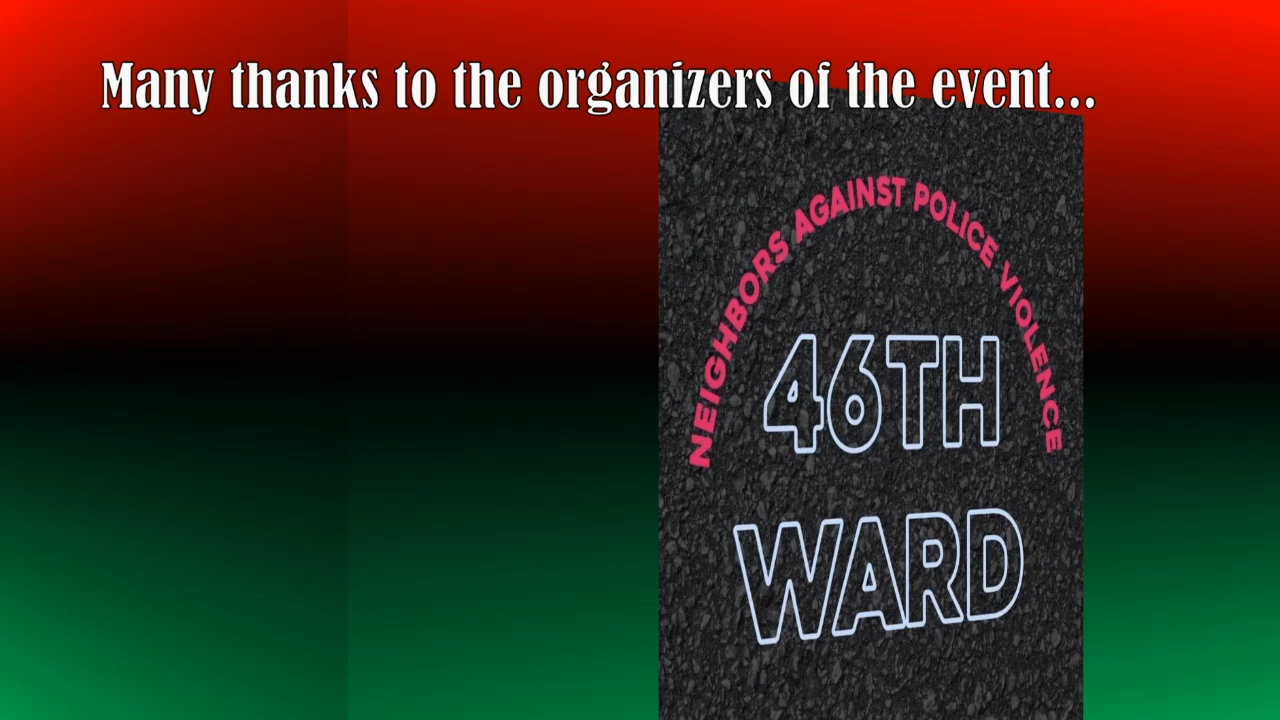 Many thanks to the organizers of the event...
NEIGHBORS AGAINST POLICE VIOLENCE
46TH
WARD